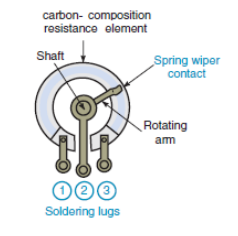 carbon- composition
resistance element
Shaft
Spring wiper
contact
Rotating
arm
1 2 3
Soldering lugs